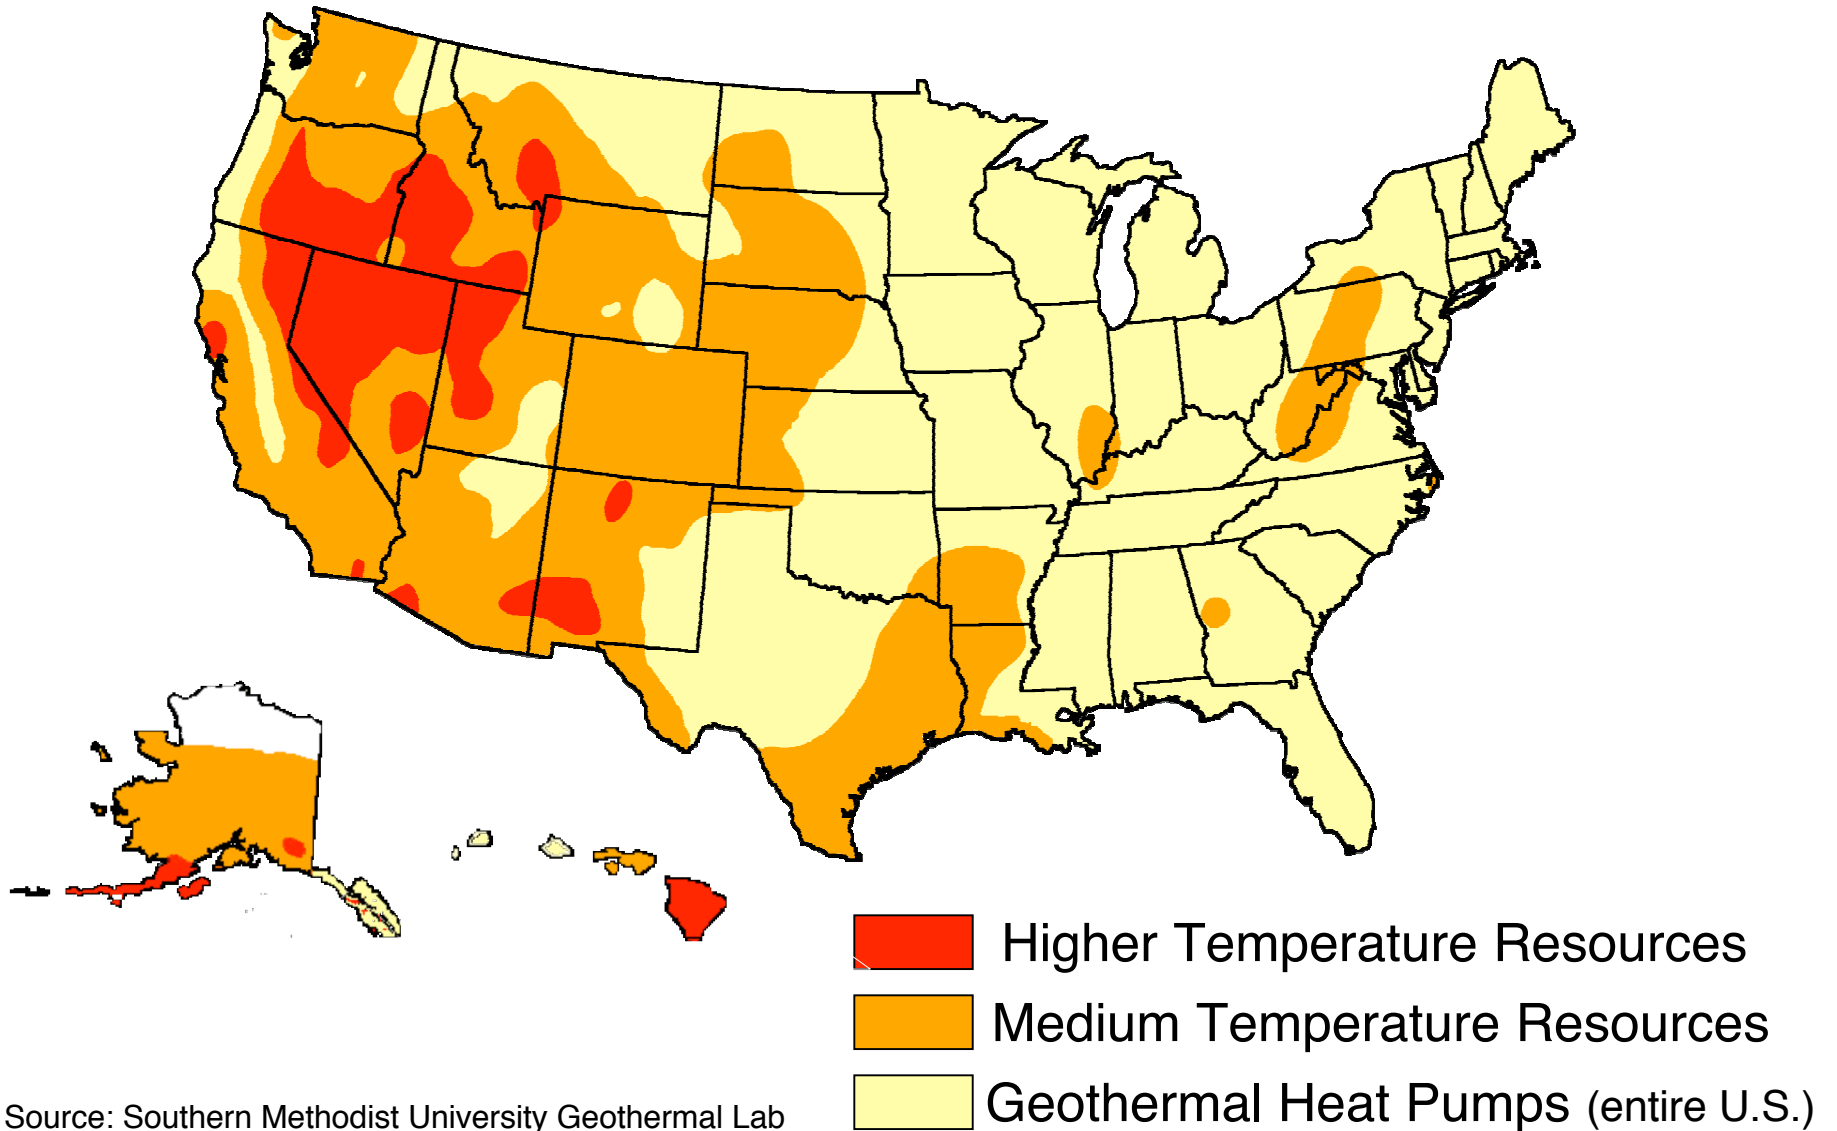 Higher Temperature Resources
Medium Temperature Resources
Geothermal Heat Pumps (entire U.S.)
Source: Southern Methodist University Geothermal Lab